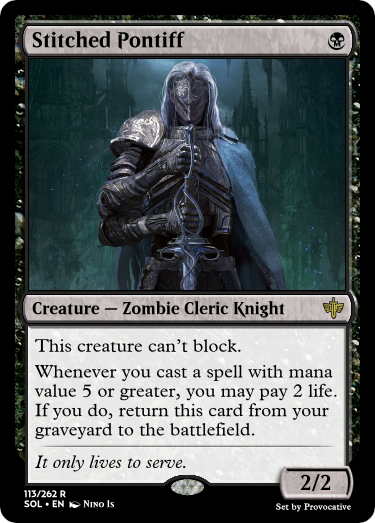 Stitched Pontiff
Creature — Zombie Cleric Knight
This creature can't block.
Whenever you cast a spell with mana
value 5 or greater, you may pay 2 life.
If you do, return this card from your
graveyard to the battlefield.
It only lives to serve.
2/2
113/262 R
SOL • EN Nino Is
Set by Provocative